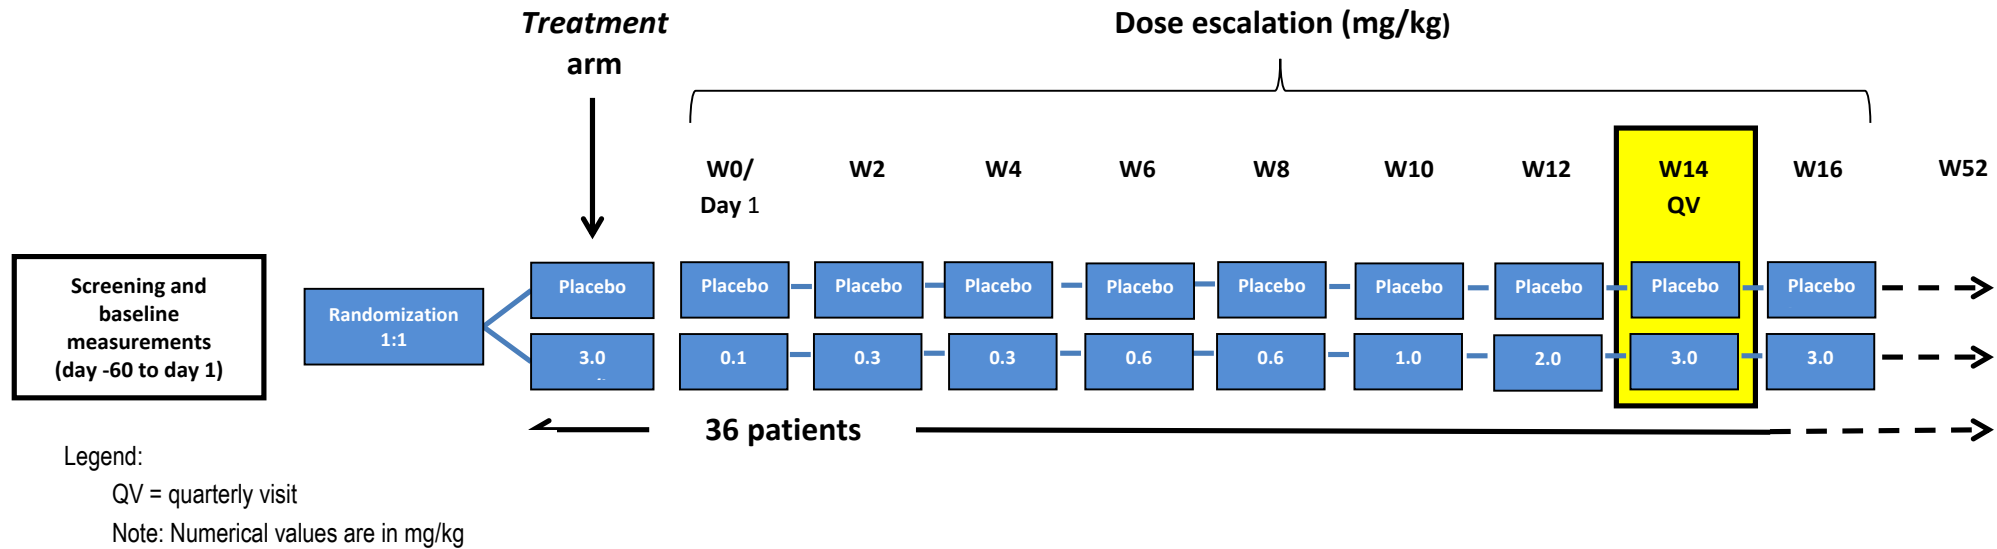 Treatment
arm
Dose escalation (mg/kg)
W0/
Day 1
W2
W4
W6
W8
W10
W12
W14
QV
W16
W52
Screening and
baseline
measurements
(day -60 to day 1)
Randomization
1:1
Placebo
Placebo
Placebo
Placebo
Placebo
Placebo
Placebo
Placebo
Placebo
Placebo
3.0
0.1
0.3
0.3
0.6
0.6
1.0
2.0
3.0
3.0
36 patients
Legend:
QV = quarterly visit
Note: Numerical values are in mg/kg